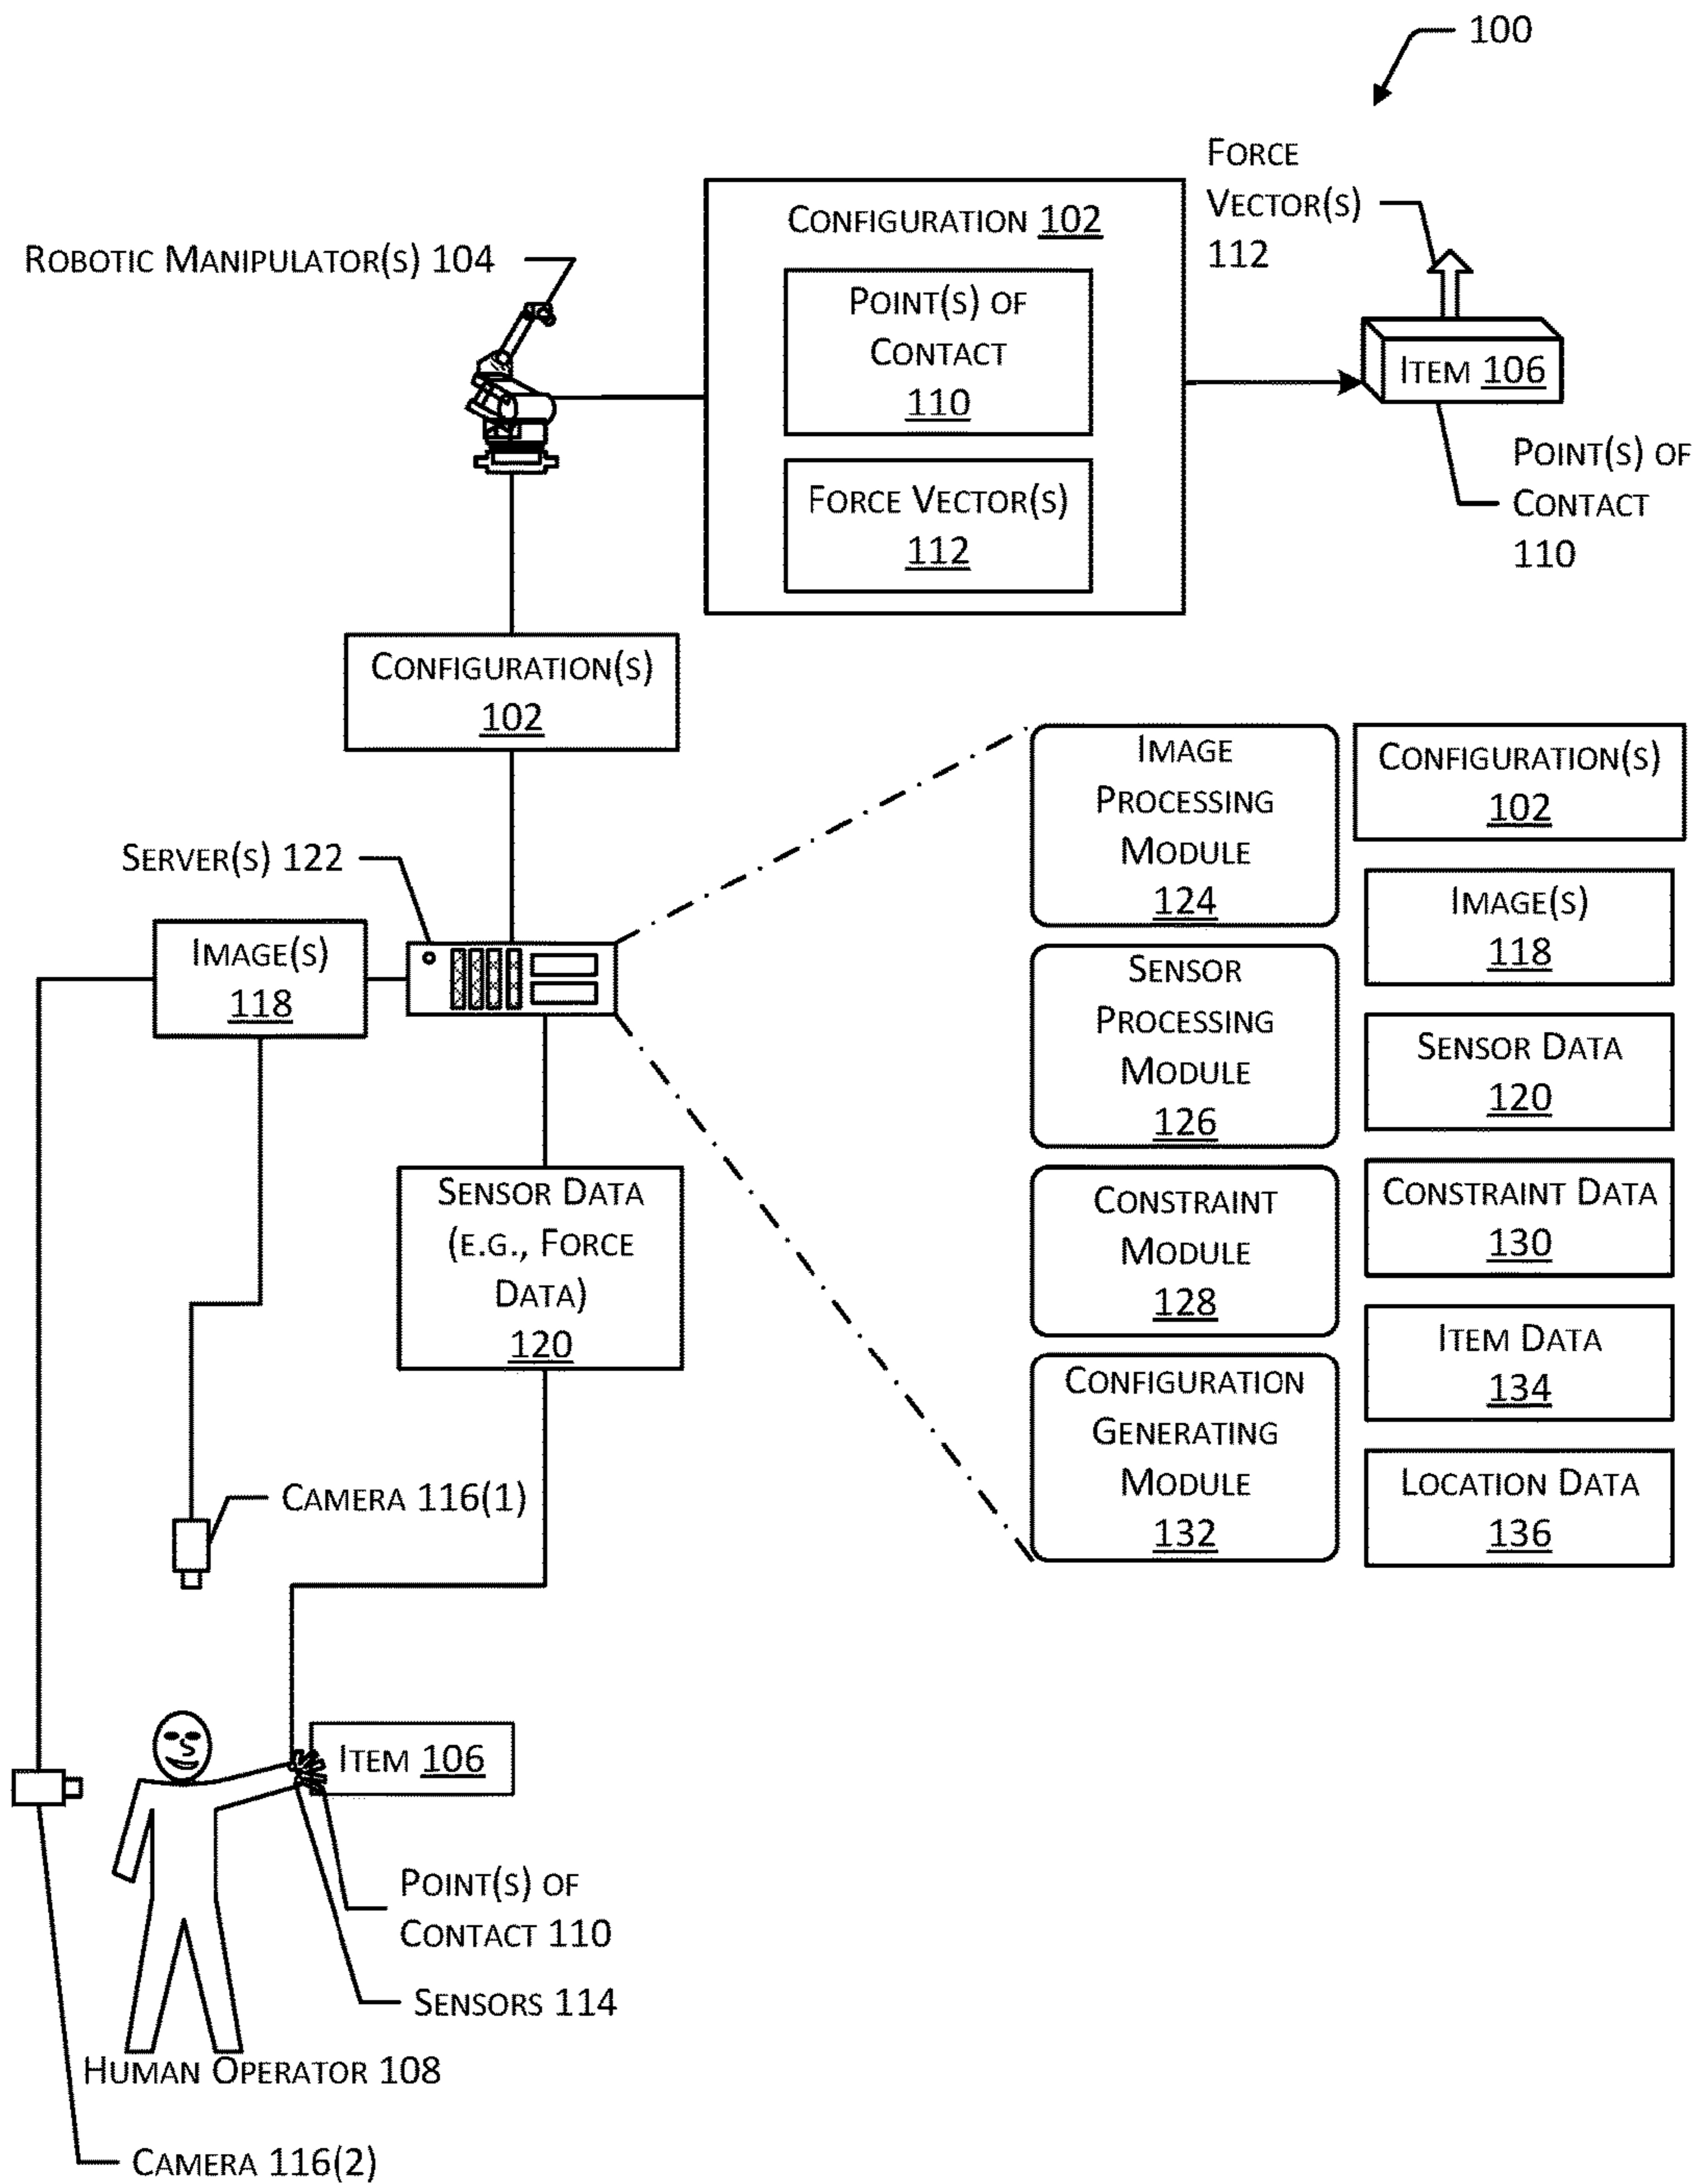 100
FORCE
VECTOR(S)
112
CONFIGURATION 102
ROBOTIC MANIPULATOR(S) 104
POINT(S) OF
CONTACT
110
ITEM 106
FORCE VECTOR(S)
112
POINT(S) OF
CONTACT
110
CONFIGURATION(S)
102
SERVER(S) 122
IMAGE(S)
118
SENSOR DATA
(E.G., FORCE
DATA)
120
IMAGE
PROCESSING
MODULE
124
SENSOR
PROCESSING
MODULE
126
CONSTRAINT
MODULE
128
CONFIGURATION
GENERATING
MODULE
132
CONFIGURATION(S)
102
IMAGE(S)
118
SENSOR DATA
120
CONSTRAINT DATA
130
ITEM DATA
134
LOCATION DATA
136
CAMERA 116(1)
ITEM 106
POINT(S) OF
CONTACT 110
SENSORS 114
HUMAN OPERATOR 108
CAMERA 116(2)